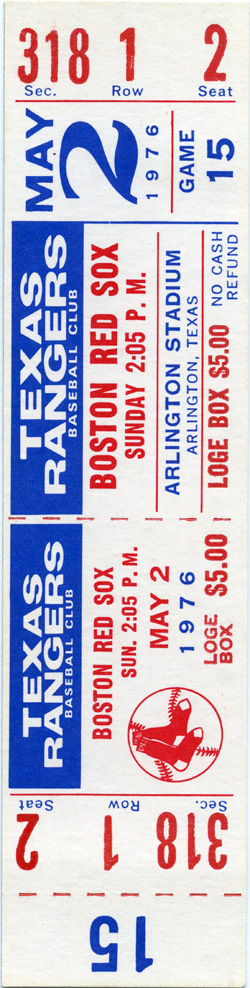 318 1 2
Sec. Row Seat
MAY
2
1976
GAME
15
TEXAS
RANGERS
BASEBALL CLUB
BOSTON RED SOX
SUNDAY 2:05 P. M.
ARLINGTON STADIUM
ARLINGTON, TEXAS
NO CASH
REFUND
LOGE BOX $5.00
TEXAS
RANGERS
BASEBALL CLUB
BOSTON RED SOX
SUN. 2:05 P. M.
MAY 2
1976
LOGE
BOX
$5.00
Sec. Row Seat
318 1 2
15